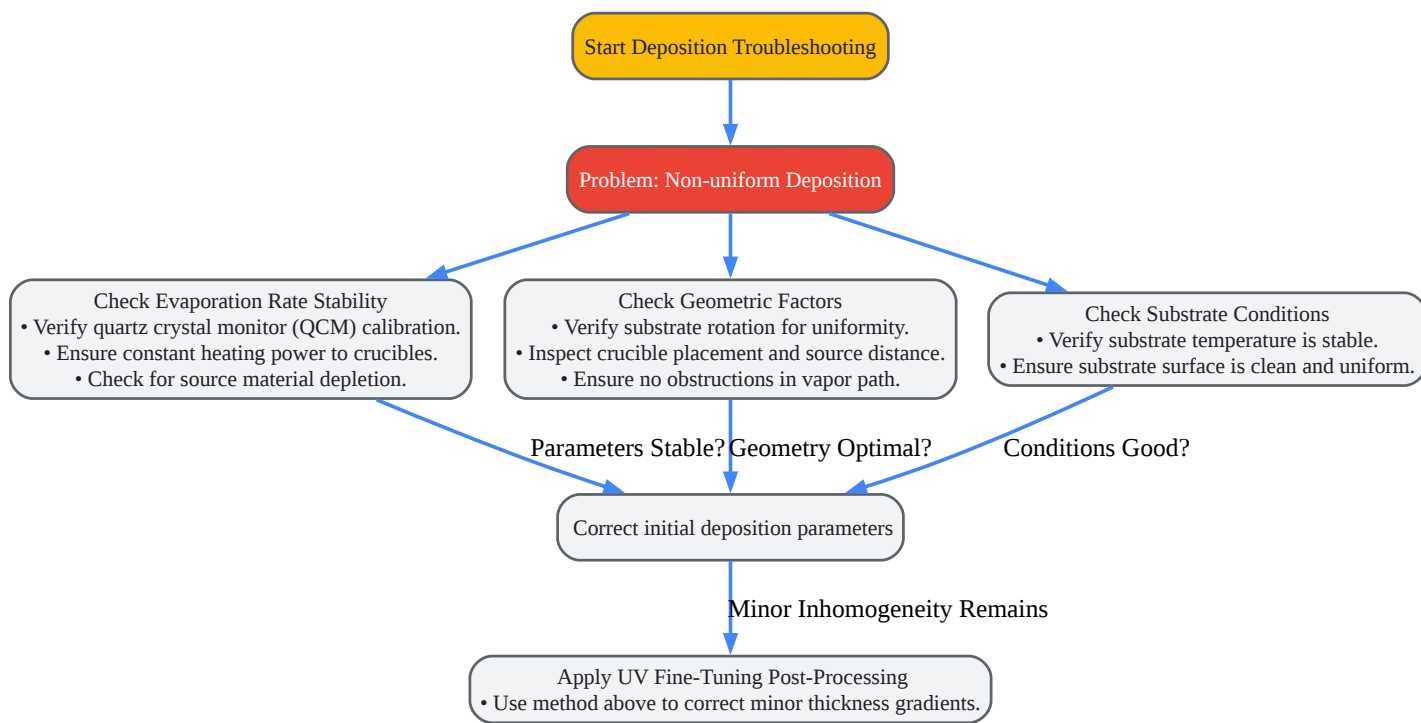 Start Deposition Troubleshooting
Problem: Non-uniform Deposition
Check Evaporation Rate Stability
• Verify quartz crystal monitor (QCM) calibration.
• Ensure constant heating power to crucibles.
• Check for source material depletion.
Check Geometric Factors
• Verify substrate rotation for uniformity.
• Inspect crucible placement and source distance.
• Ensure no obstructions in vapor path.
Check Substrate Conditions
• Verify substrate temperature is stable.
• Ensure substrate surface is clean and uniform.
Parameters Stable?
Geometry Optimal?
Conditions Good?
Correct initial deposition parameters
Minor Inhomogeneity Remains
Apply UV Fine-Tuning Post-Processing
• Use method above to correct minor thickness gradients.